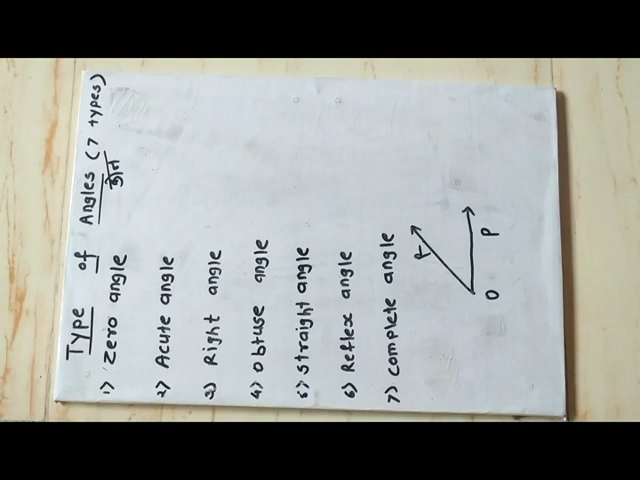 Type of Angles (7 types)
कोन
1) Zero angle
2) Acute angle
3) Right angle
4) Obtuse angle
5) Straight angle
6) Reflex angle
7) complete angle
O
P